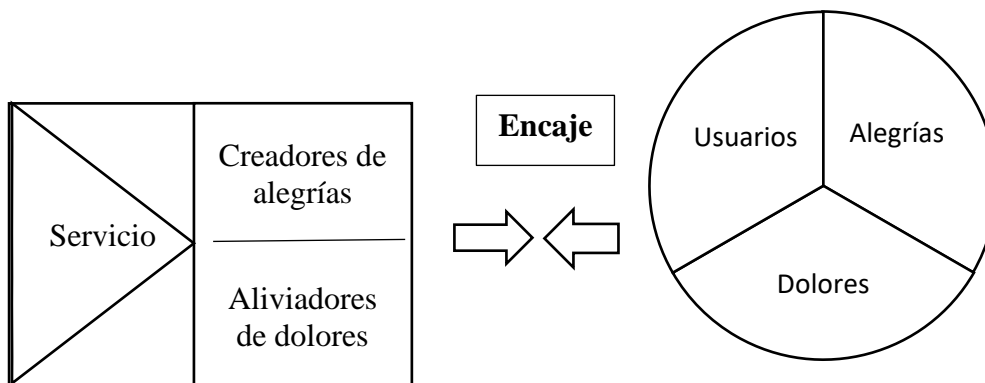 Servicio
Creadores de
alegrías
Aliviadores
de dolores
Encaje
Usuarios
Alegrías
Dolores